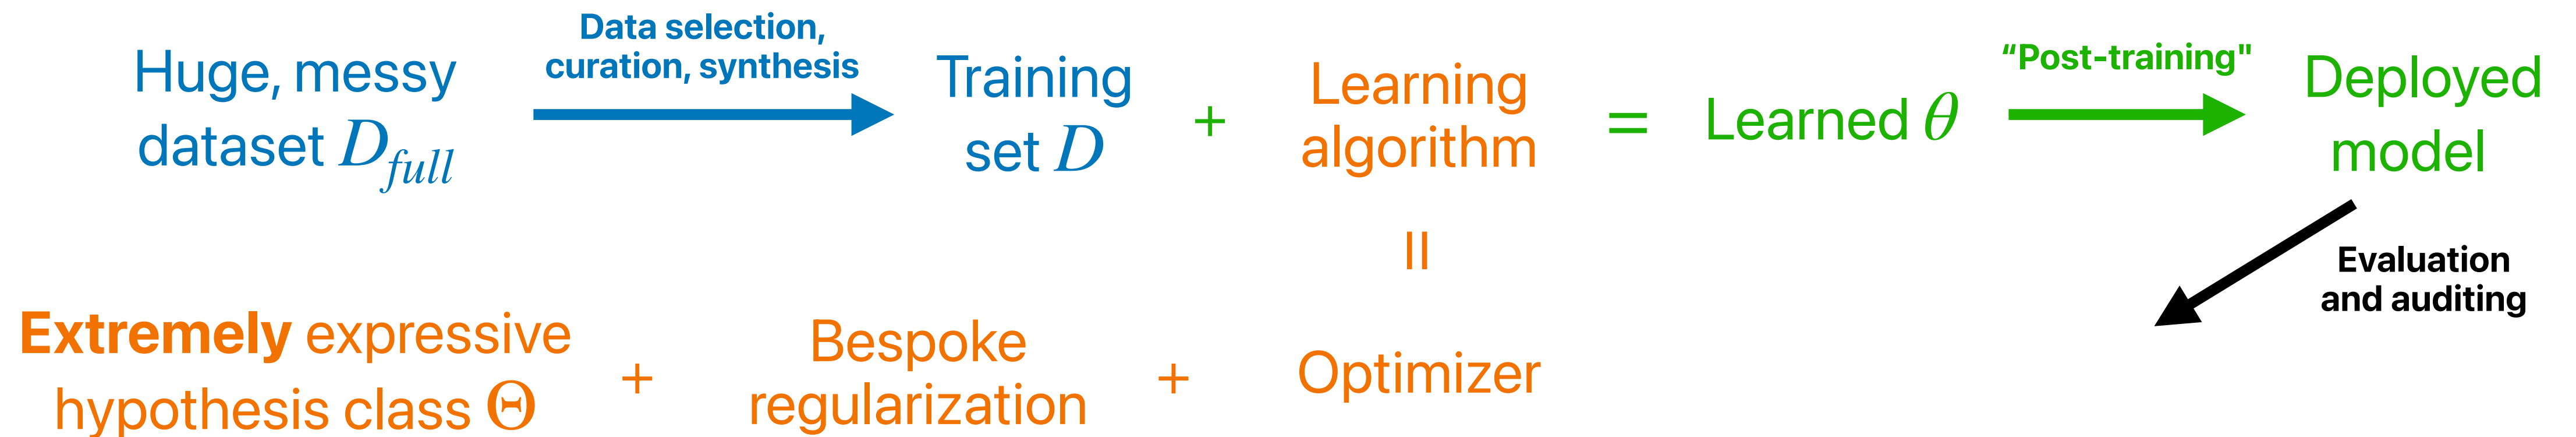 Huge, messy
dataset D_full
Data selection,
curation, synthesis
Training
set D
+
Learning
algorithm
=
Learned θ
“Post-training"
Deployed
model
=
Evaluation
and auditing
Extremely expressive
hypothesis class Θ
+
Bespoke
regularization
+
Optimizer